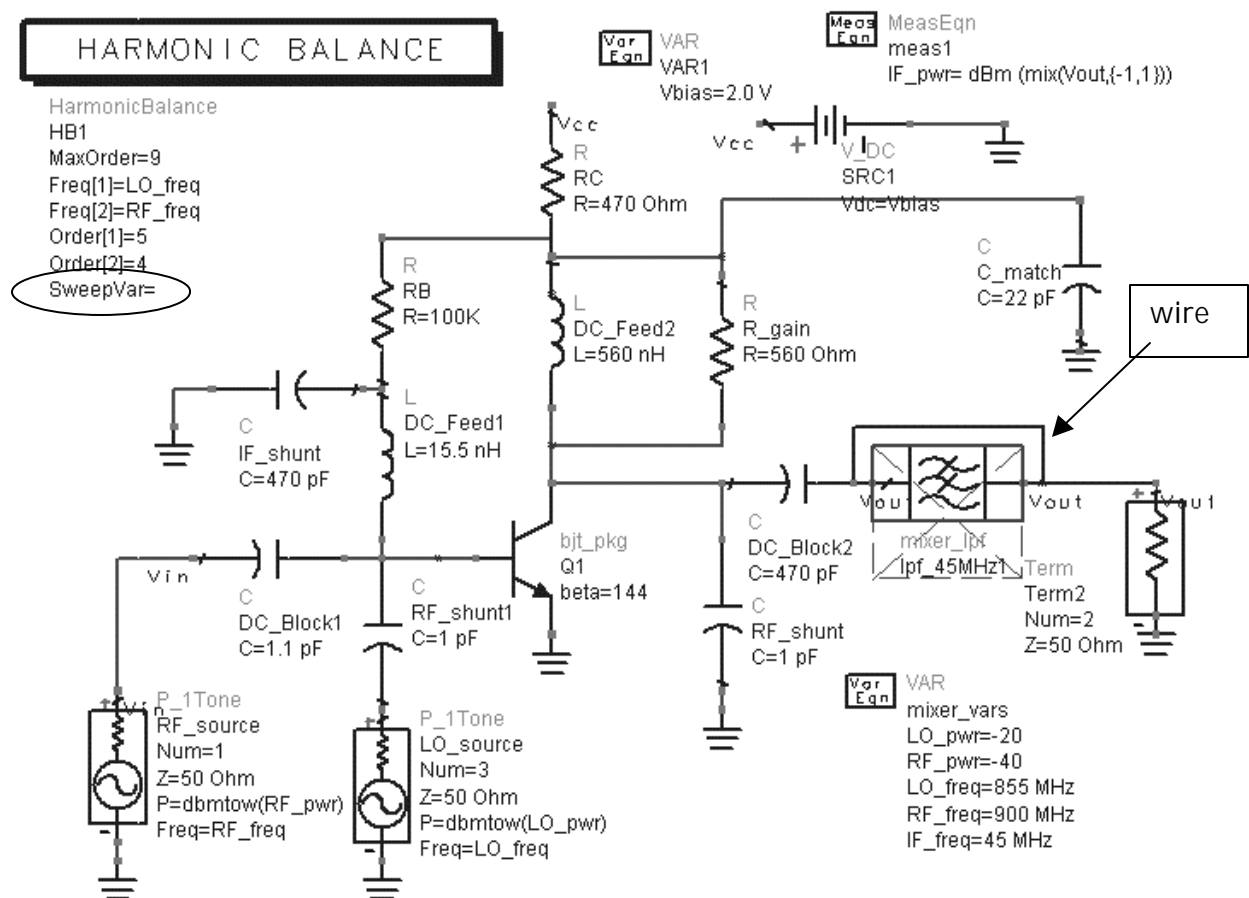 HARMONIC BALANCE
HarmonicBalance
HB1
MaxOrder=9
Freq[1]=LO_freq
Freq[2]=RF_freq
Order[1]=5
Order[2]=4
SweepVar=
Var
Eqn
VAR
VAR1
Vbias=2.0 V
Meas
Eqn
MeasEqn
meas1
IF_pwr= dBm (mix(Vout,{-1,1}))
Vcc
R
RC
R=470 Ohm
Vcc
+
V_DC
SRC1
Vdc=Vbias
R
RB
R=100K
L
DC_Feed2
L=560 nH
R
R_gain
R=560 Ohm
C
C_match
C=22 pF
wire
C
IF_shunt
C=470 pF
L
DC_Feed1
L=15.5 nH
Vin
C
DC_Block1
C=1.1 pF
C
RF_shunt1
C=1 pF
bjt_pkg
Q1
beta=144
C
DC_Block2
C=470 pF
C
RF_shunt
C=1 pF
Vout
Vout
Vout
mixer_lpf
lpf_45MHz1
+
-
Term
Term2
Num=2
Z=50 Ohm
+
Vin
-
P_1Tone
RF_source
Num=1
Z=50 Ohm
P=dbmtow(RF_pwr)
Freq=RF_freq
+
-
P_1Tone
LO_source
Num=3
Z=50 Ohm
P=dbmtow(LO_pwr)
Freq=LO_freq
Var
Eqn
VAR
mixer_vars
LO_pwr=-20
RF_pwr=-40
LO_freq=855 MHz
RF_freq=900 MHz
IF_freq=45 MHz